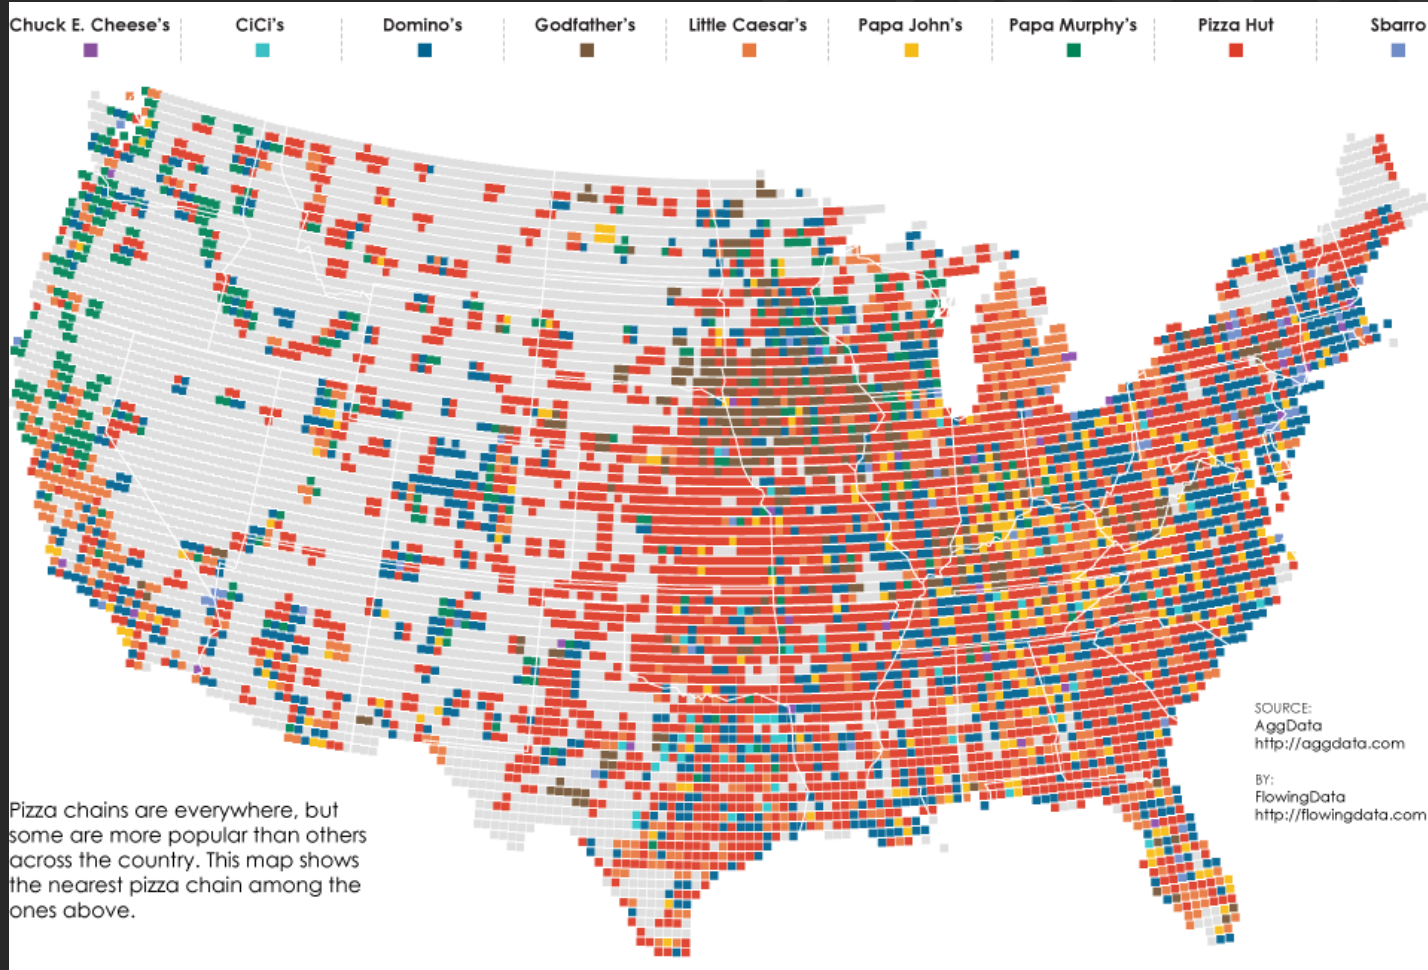 Chuck E. Cheese's CiCi's Domino's Godfather's Little Caesar's Papa John's Papa Murphy's Pizza Hut Sbarro
SOURCE:
AggData
http://aggdata.com
BY:
FlowingData
http://flowingdata.com
Pizza chains are everywhere, but
some are more popular than others
across the country. This map shows
the nearest pizza chain among the
ones above.